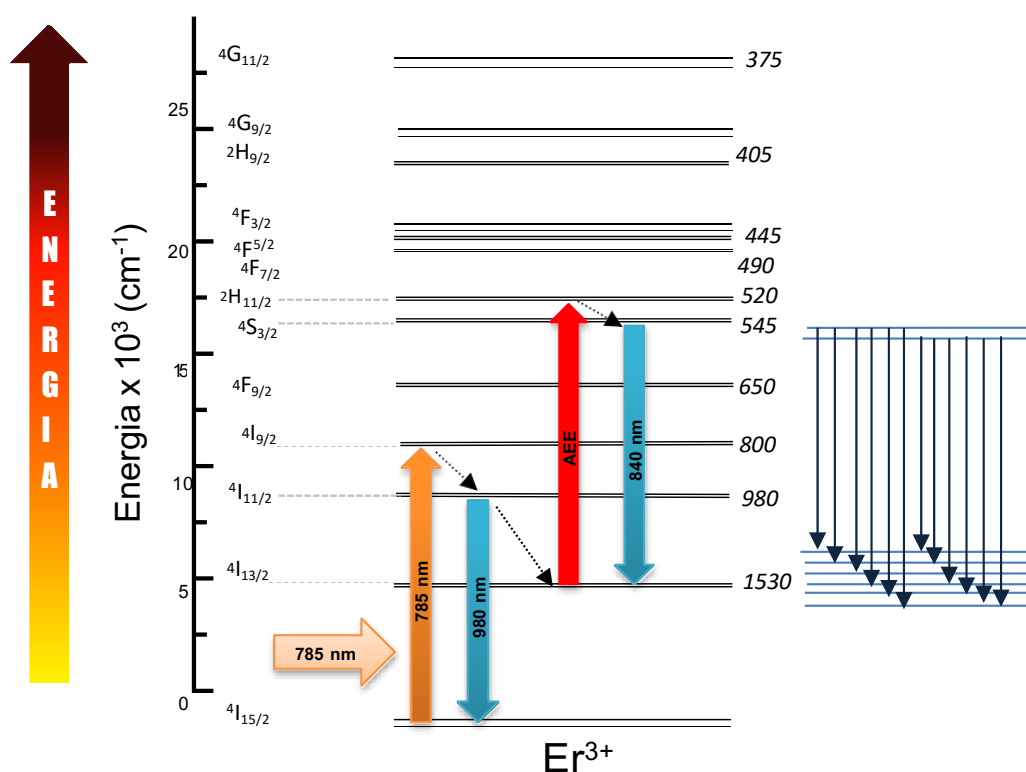 ENERGIA
Energia x 10³ (cm⁻¹)
25
20
15
10
5
0
⁴G₁₁/₂
⁴G₉/₂
²H₉/₂
⁴F₃/₂
⁴F⁵/²
⁴F₇/₂
²H₁₁/₂
⁴S₃/₂
⁴F₉/₂
⁴I₉/₂
⁴I₁₁/₂
⁴I₁₃/₂
⁴I₁₅/₂
375
405
445
490
520
545
650
800
980
1530
785 nm
785 nm
980 nm
AEE
840 nm
Er³⁺